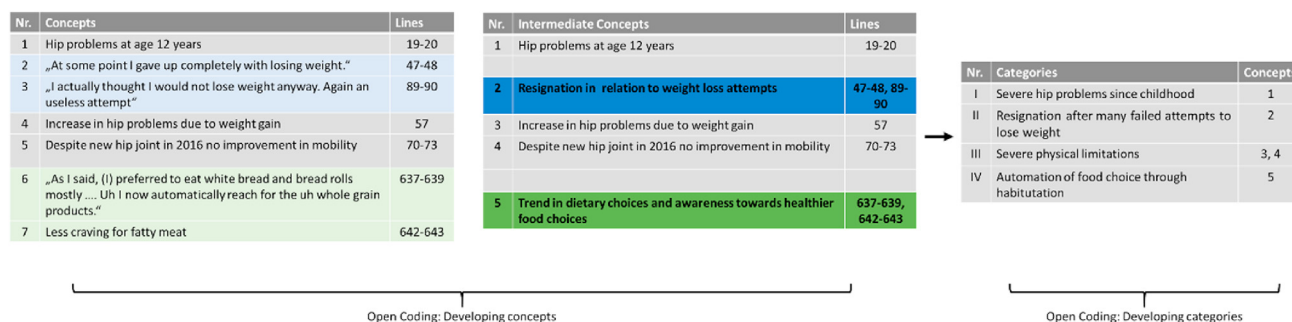 Nr. Concepts Lines
1 Hip problems at age 12 years 19-20
2 „At some point I gave up completely with losing weight.“ 47-48
3 „I actually thought I would not lose weight anyway. Again an 89-90
useless attempt“
4 Increase in hip problems due to weight gain 57
5 Despite new hip joint in 2016 no improvement in mobility 70-73
6 „As I said, (I) preferred to eat white bread and bread rolls 637-639
mostly .... Uh I now automatically reach for the uh whole grain
products.“
7 Less craving for fatty meat 642-643
Nr. Intermediate Concepts Lines
1 Hip problems at age 12 years 19-20
2 Resignation in relation to weight loss attempts 47-48, 89-
90
3 Increase in hip problems due to weight gain 57
4 Despite new hip joint in 2016 no improvement in mobility 70-73
5 Trend in dietary choices and awareness towards healthier 637-639,
food choices 642-643
Nr. Categories Concept
I Severe hip problems since childhood 1
II Resignation after many failed attempts to 2
lose weight
III Severe physical limitations 3, 4
IV Automation of food choice through 5
habitutation
Open Coding: Developing concepts
Open Coding: Developing categories